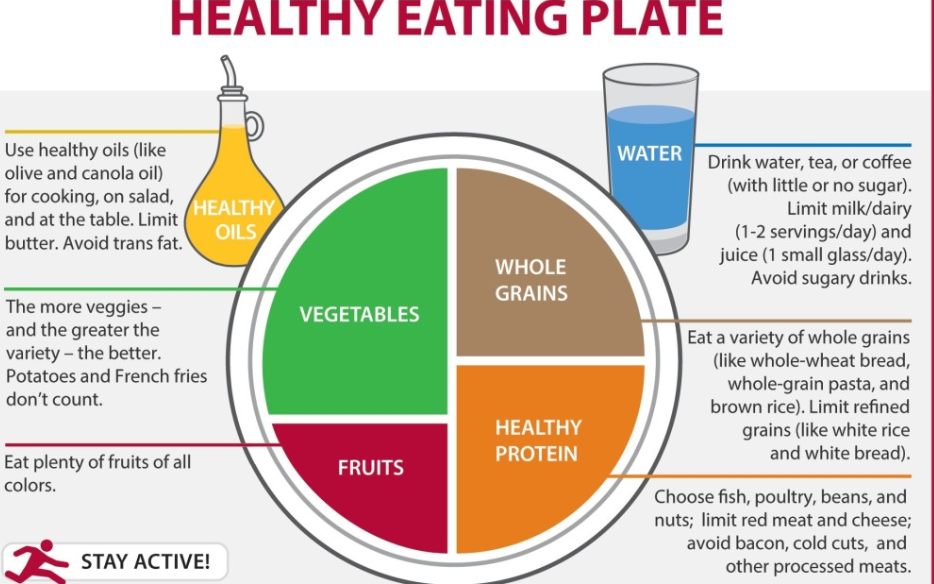 HEALTHY EATING PLATE
Use healthy oils (like
olive and canola oil)
for cooking, on salad,
and at the table. Limit
butter. Avoid trans fat.
HEALTHY
OILS
WATER
Drink water, tea, or coffee
(with little or no sugar).
Limit milk/dairy
(1-2 servings/day) and
juice (1 small glass/day).
Avoid sugary drinks.
The more veggies –
and the greater the
variety – the better.
Potatoes and French fries
don’t count.
VEGETABLES
WHOLE
GRAINS
Eat a variety of whole grains
(like whole-wheat bread,
whole-grain pasta, and
brown rice). Limit refined
grains (like white rice
and white bread).
Eat plenty of fruits of all
colors.
FRUITS
HEALTHY
PROTEIN
Choose fish, poultry, beans, and
nuts; limit red meat and cheese;
avoid bacon, cold cuts, and
other processed meats.
STAY ACTIVE!